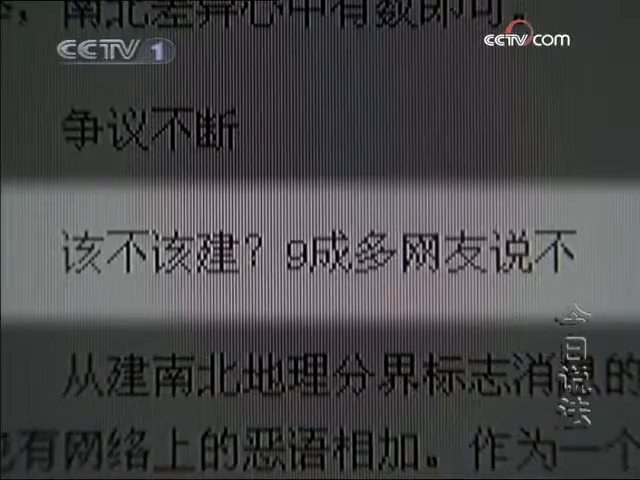 南北差异心中有数即可。
CCTV 1
CCTV.com
争议不断
该不该建？9成多网友说不
今日说法
从建南北地理分界标志消息的
也有网络上的恶语相加。作为一个